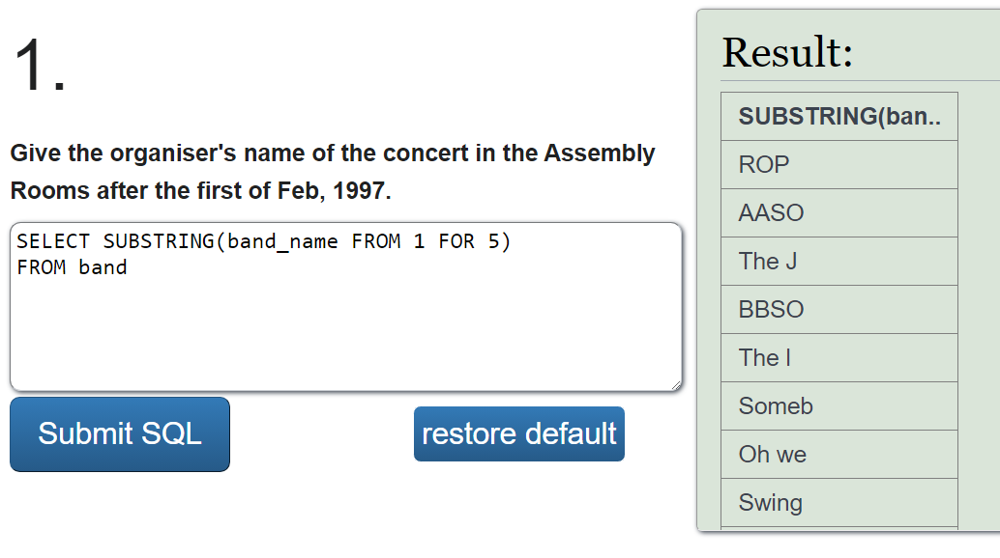 1.
Give the organiser's name of the concert in the Assembly
Rooms after the first of Feb, 1997.
SELECT SUBSTRING(band_name FROM 1 FOR 5)
FROM band
Submit SQL
restore default
Result:
SUBSTRING(ban..
ROP
AASO
The J
BBSO
The I
Someb
Oh we
Swing